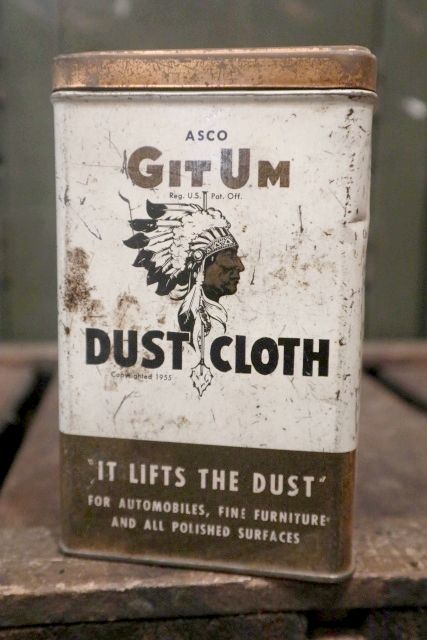 ASCO
GIT UM
Reg. U.S. Pat. Off.
DUST CLOTH
Copyrighted 1955
"IT LIFTS THE DUST"
FOR AUTOMOBILES, FINE FURNITURE
AND ALL POLISHED SURFACES